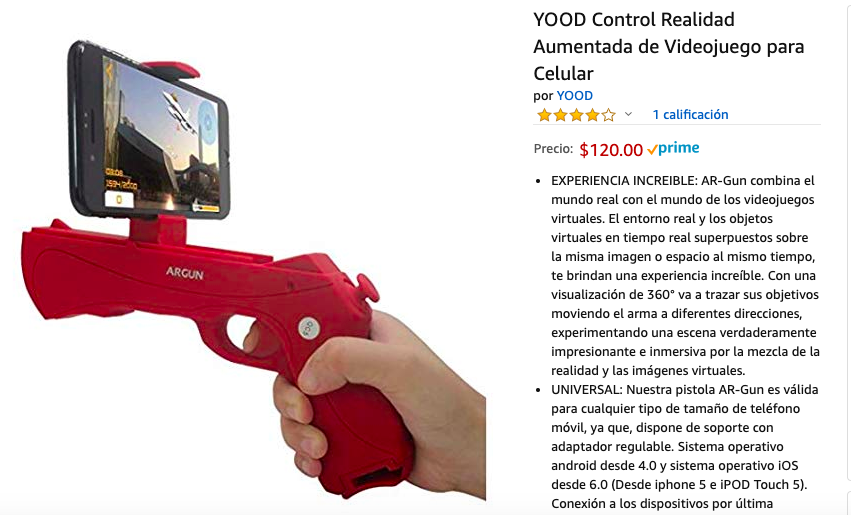 YOOD Control Realidad
Aumentada de Videojuego para
Celular
por YOOD
1 calificación
Precio: $120.00 prime
• EXPERIENCIA INCREIBLE: AR-Gun combina el
mundo real con el mundo de los videojuegos
virtuales. El entorno real y los objetos
virtuales en tiempo real superpuestos sobre
la misma imagen o espacio al mismo tiempo,
te brindan una experiencia increíble. Con una
visualización de 360° va a trazar sus objetivos
moviendo el arma a diferentes direcciones,
experimentando una escena verdaderamente
impresionante e inmersiva por la mezcla de la
realidad y las imágenes virtuales.
• UNIVERSAL: Nuestra pistola AR-Gun es válida
para cualquier tipo de tamaño de teléfono
móvil, ya que, dispone de soporte con
adaptador regulable. Sistema operativo
android desde 4.0 y sistema operativo iOS
desde 6.0 (Desde iphone 5 e iPOD Touch 5).
Conexión a los dispositivos por última
ARGUN
0